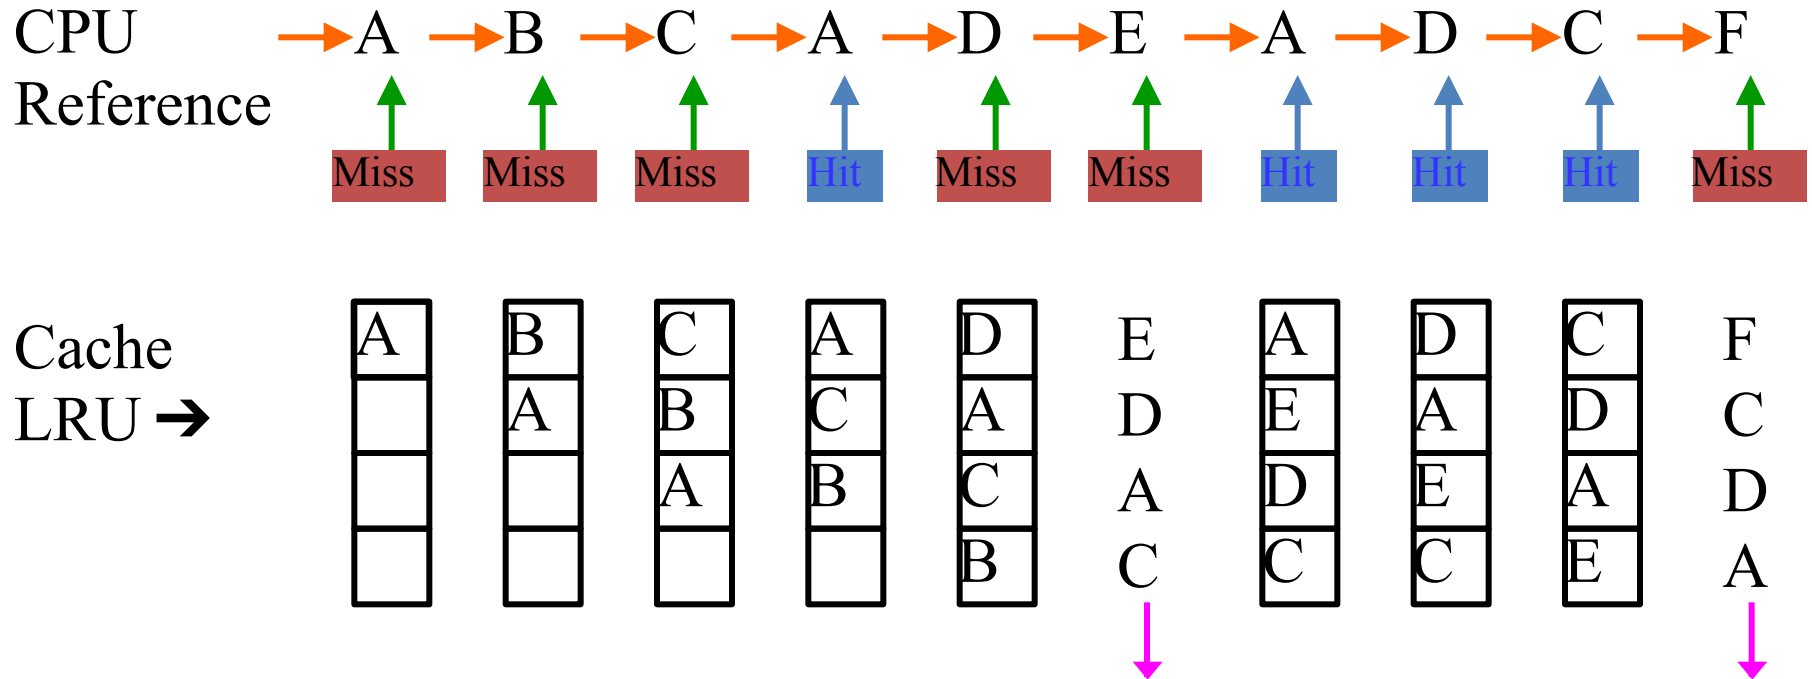 CPU Reference
A B C A D E A D C F
Miss Miss Miss Hit Miss Miss Hit Hit Hit Miss
Cache LRU ➔
A B C A D E A D C F
A B C A D E A D C
A B C A D E A D
B C C C E A